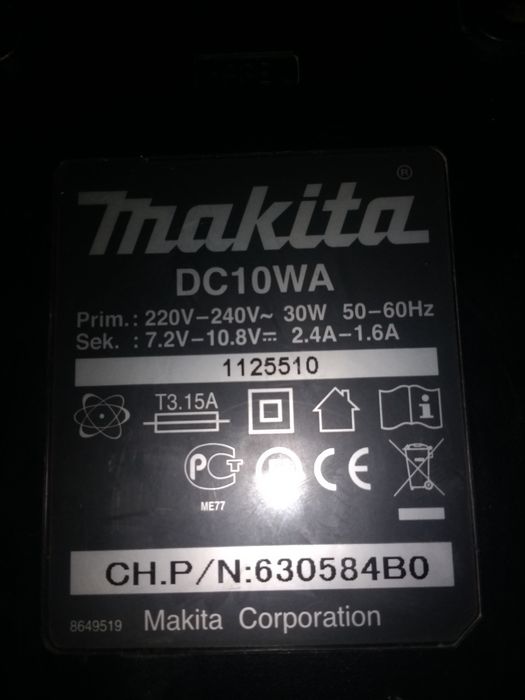 makita®
DC10WA
Prim.: 220V–240V~ 30W 50–60Hz
Sek. : 7.2V–10.8V⎓ 2.4A–1.6A
1125510
T3.15A
i
PCT CE
ME77
CH.P/N:630584B0
8649519 Makita Corporation